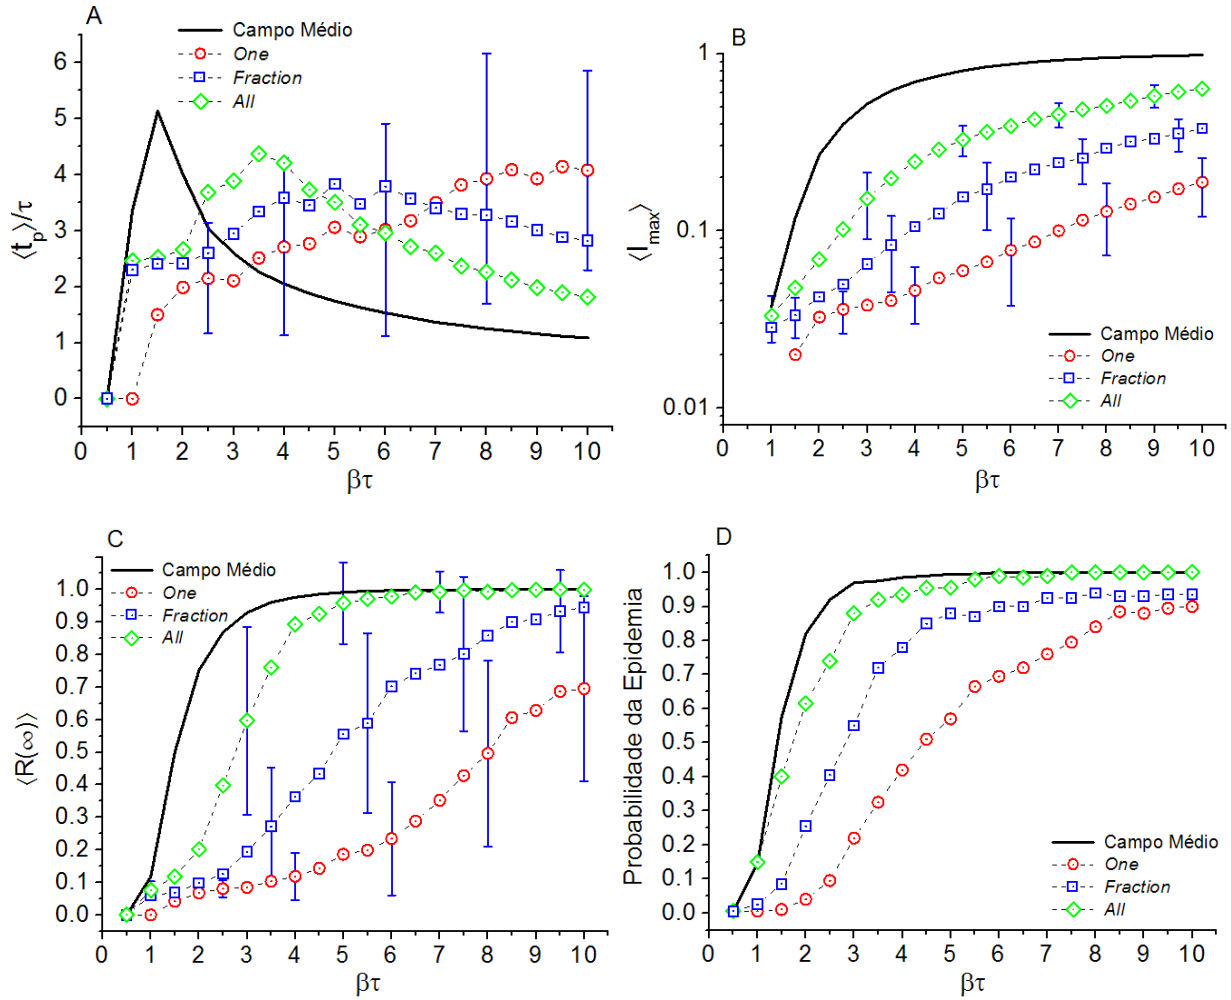 A
Campo Médio
One
Fraction
All
6
5
4
3
2
1
0
⟨t_p⟩/τ
0 1 2 3 4 5 6 7 8 9 10
βτ
B
1
0.1
0.01
⟨I_max⟩
Campo Médio
One
Fraction
All
0 1 2 3 4 5 6 7 8 9 10
βτ
C
Campo Médio
One
Fraction
All
1.0
0.9
0.8
0.7
0.6
0.5
0.4
0.3
0.2
0.1
0.0
⟨R(∞)⟩
0 1 2 3 4 5 6 7 8 9 10
βτ
D
1.0
0.9
0.8
0.7
0.6
0.5
0.4
0.3
0.2
0.1
0.0
Probabilidade da Epidemia
Campo Médio
One
Fraction
All
0 1 2 3 4 5 6 7 8 9 10
βτ